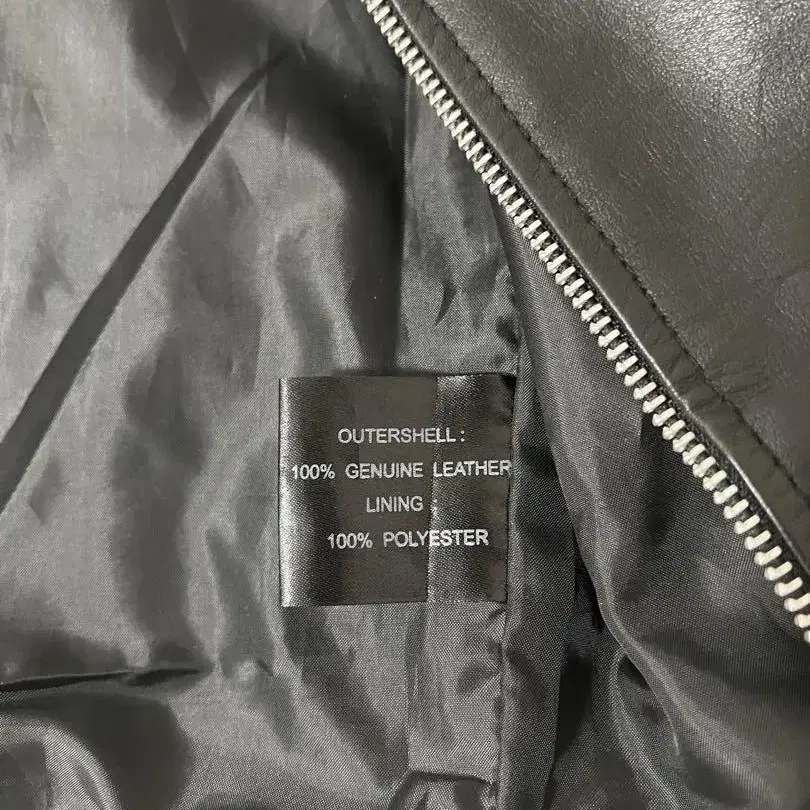 OUTERSHELL:
100% GENUINE LEATHER
LINING :
100% POLYESTER